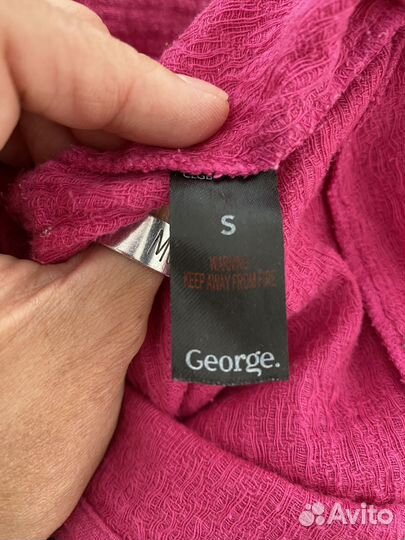 S
WARNING
KEEP AWAY FROM FIRE
George.
Avito